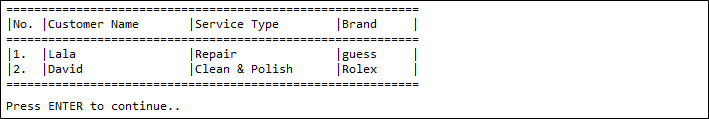 ===========================================================
|No. |Customer Name       |Service Type        |Brand     |
===========================================================
|1.  |Lala                |Repair              |guess     |
|2.  |David               |Clean & Polish      |Rolex     |
===========================================================
Press ENTER to continue..